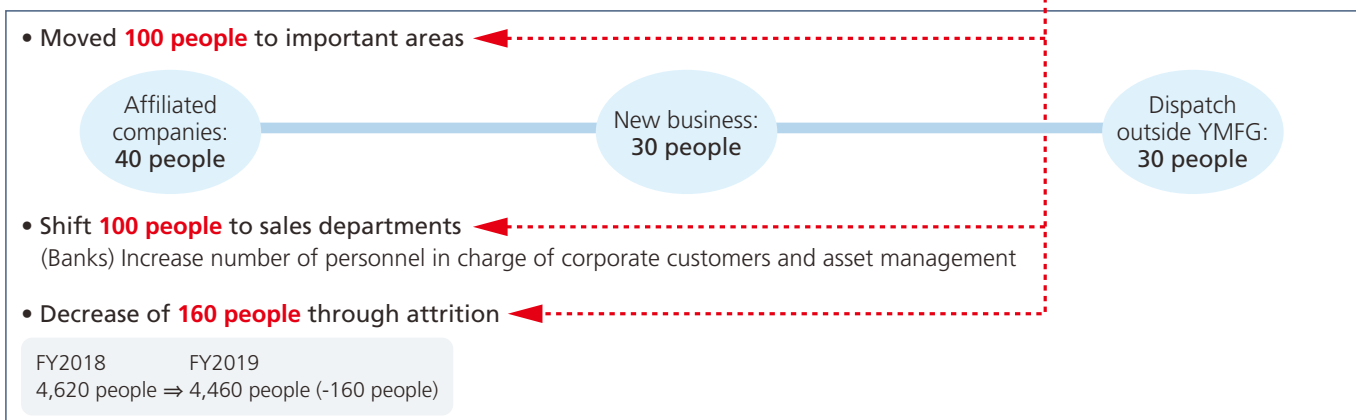 • Moved 100 people to important areas
Affiliated
companies:
40 people
New business:
30 people
Dispatch
outside YMFG:
30 people
• Shift 100 people to sales departments
(Banks) Increase number of personnel in charge of corporate customers and asset management
• Decrease of 160 people through attrition
FY2018 FY2019
4,620 people ⇒ 4,460 people (-160 people)